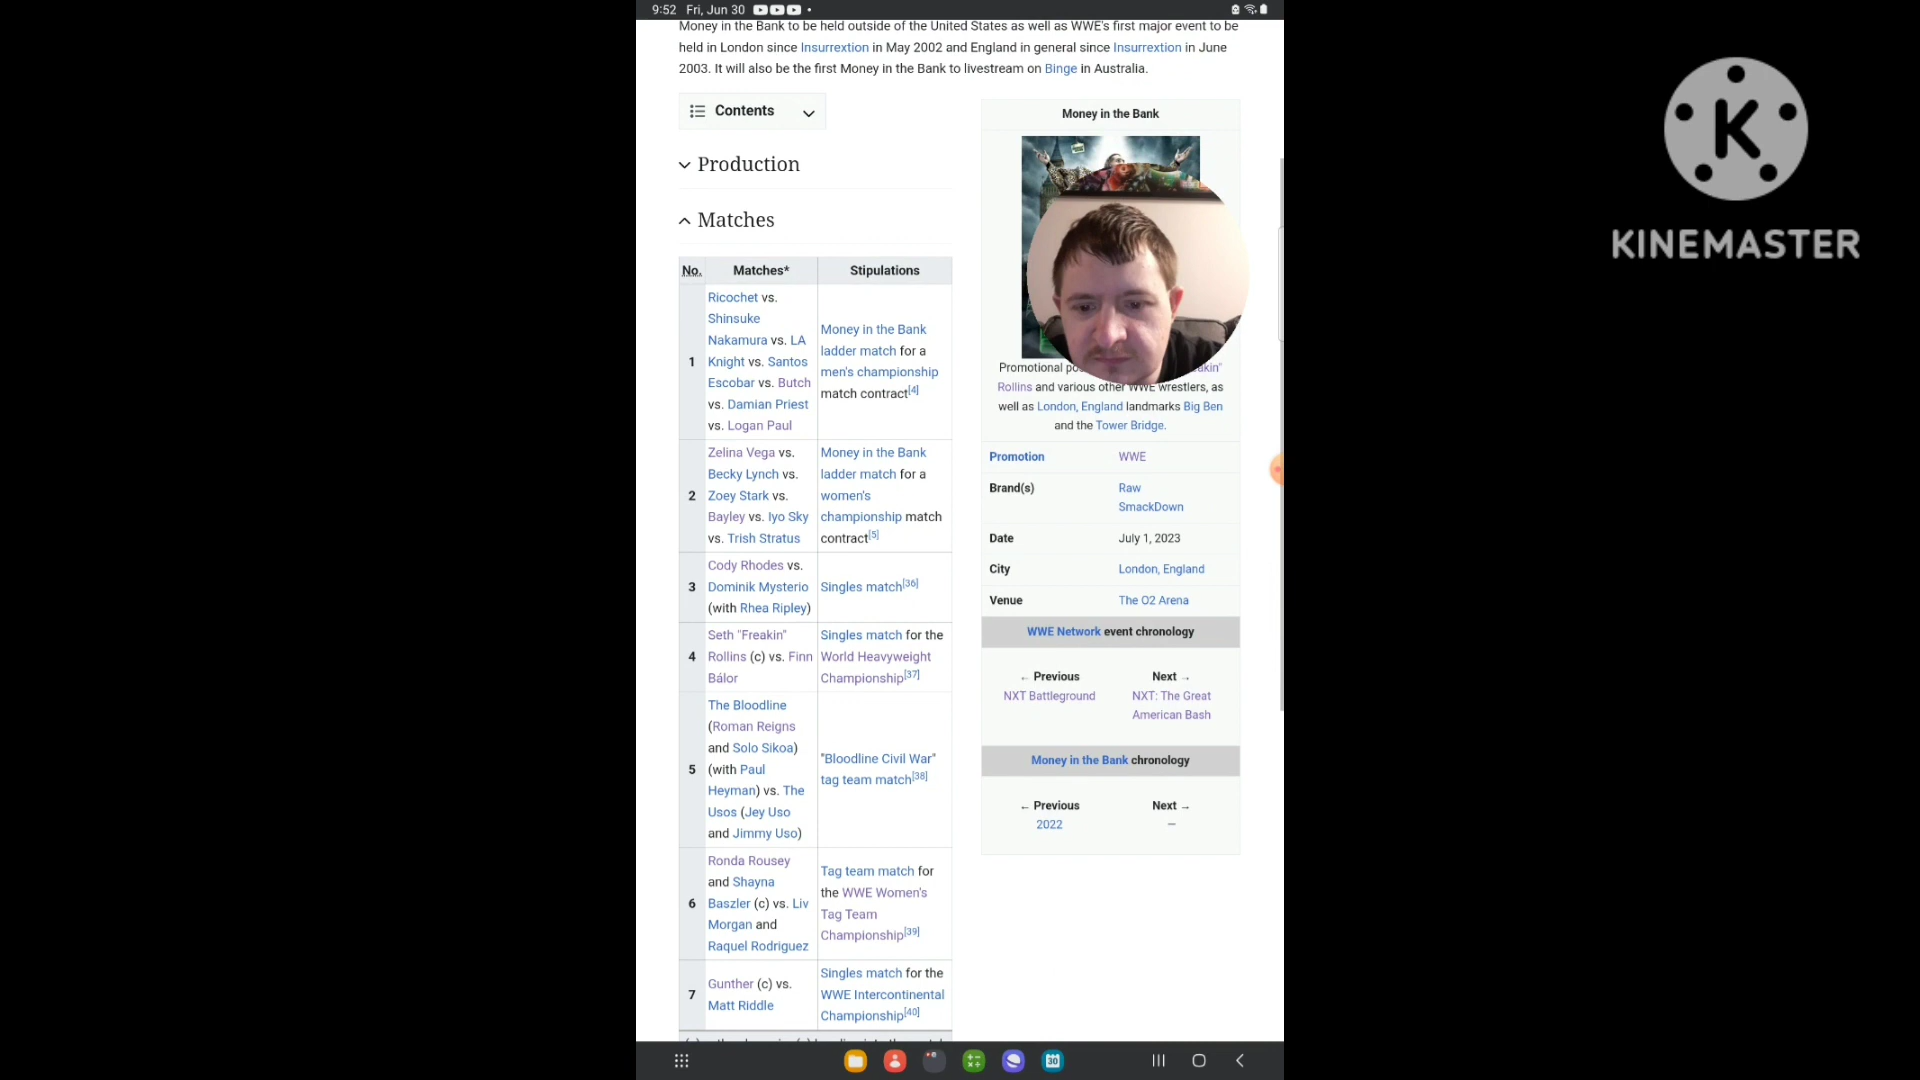 9:52 Fri, Jun 30
Money in the Bank to be held outside of the United States as well as WWE's first major event to be
held in London since Insurrextion in May 2002 and England in general since Insurrextion in June
2003. It will also be the first Money in the Bank to livestream on Binge in Australia.
Contents
Production
Matches
No. Matches* Stipulations
1
Ricochet vs.
Shinsuke
Nakamura vs. LA
Knight vs. Santos
Escobar vs. Butch
vs. Damian Priest
vs. Logan Paul
Money in the Bank
ladder match for a
men's championship
match contract[4]
2
Zelina Vega vs.
Becky Lynch vs.
Zoey Stark vs.
Bayley vs. Iyo Sky
vs. Trish Stratus
Money in the Bank
ladder match for a
women's
championship match
contract[5]
3
Cody Rhodes vs.
Dominik Mysterio
(with Rhea Ripley)
Singles match[36]
4
Seth "Freakin"
Rollins (c) vs. Finn
Bálor
Singles match for the
World Heavyweight
Championship[37]
5
The Bloodline
(Roman Reigns
and Solo Sikoa)
(with Paul
Heyman) vs. The
Usos (Jey Uso
and Jimmy Uso)
"Bloodline Civil War"
tag team match[38]
6
Ronda Rousey
and Shayna
Baszler (c) vs. Liv
Morgan and
Raquel Rodriguez
Tag team match for
the WWE Women's
Tag Team
Championship[39]
7
Gunther (c) vs.
Matt Riddle
Singles match for the
WWE Intercontinental
Championship[40]
Money in the Bank
Promotional
Rollins and various other WWE wrestlers, as
well as London, England landmarks Big Ben
and the Tower Bridge.
Promotion WWE
Brand(s) Raw
SmackDown
Date July 1, 2023
City London, England
Venue The O2 Arena
WWE Network event chronology
← Previous Next →
NXT Battleground NXT: The Great
American Bash
Money in the Bank chronology
← Previous Next →
2022 —
30
K
KINEMASTER